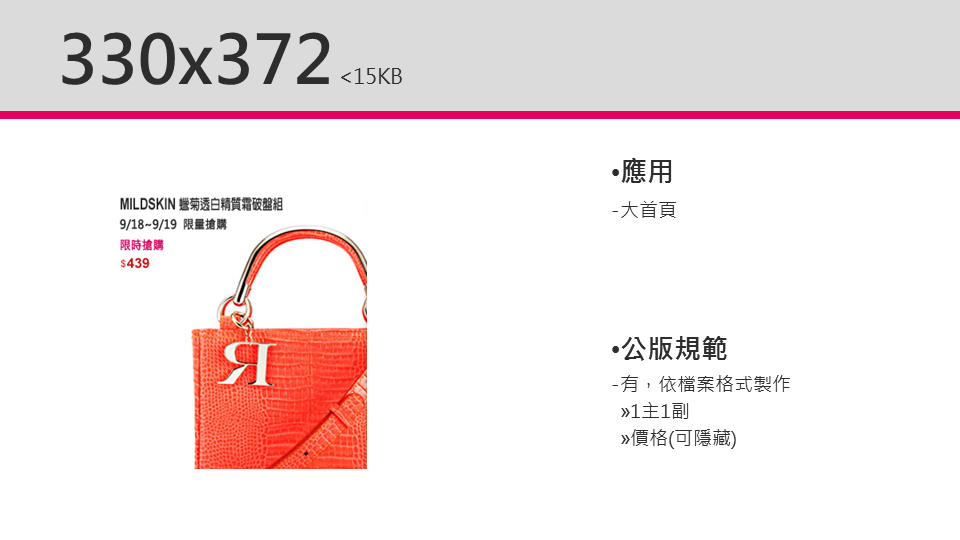 330x372 <15KB
MILDSKIN 蠟菊透白精質霜破盤組
9/18~9/19 限量搶購
限時搶購
$439
R
•應用
-大首頁
•公版規範
-有，依檔案格式製作
»1主1副
»價格(可隱藏)